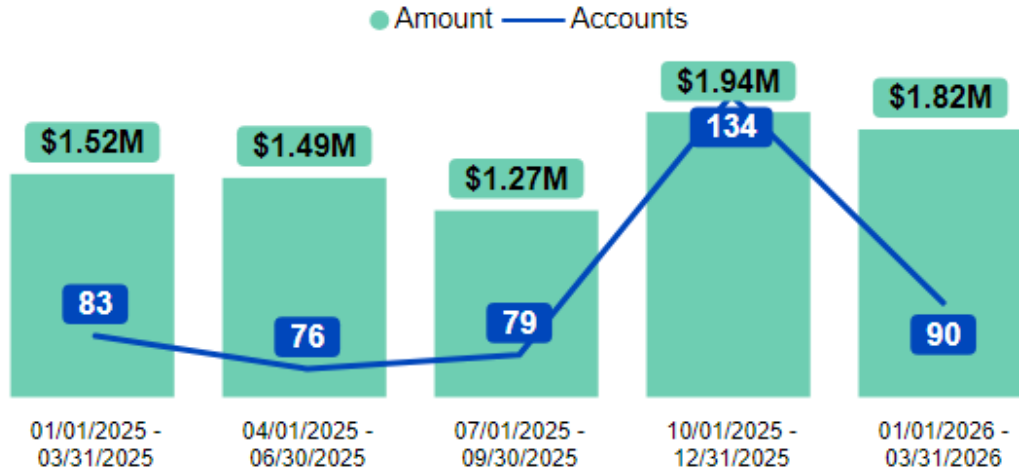 Amount Accounts
$1.52M
$1.49M
$1.27M
$1.94M
$1.82M
83
76
79
134
90
01/01/2025 -
03/31/2025
04/01/2025 -
06/30/2025
07/01/2025 -
09/30/2025
10/01/2025 -
12/31/2025
01/01/2026 -
03/31/2026